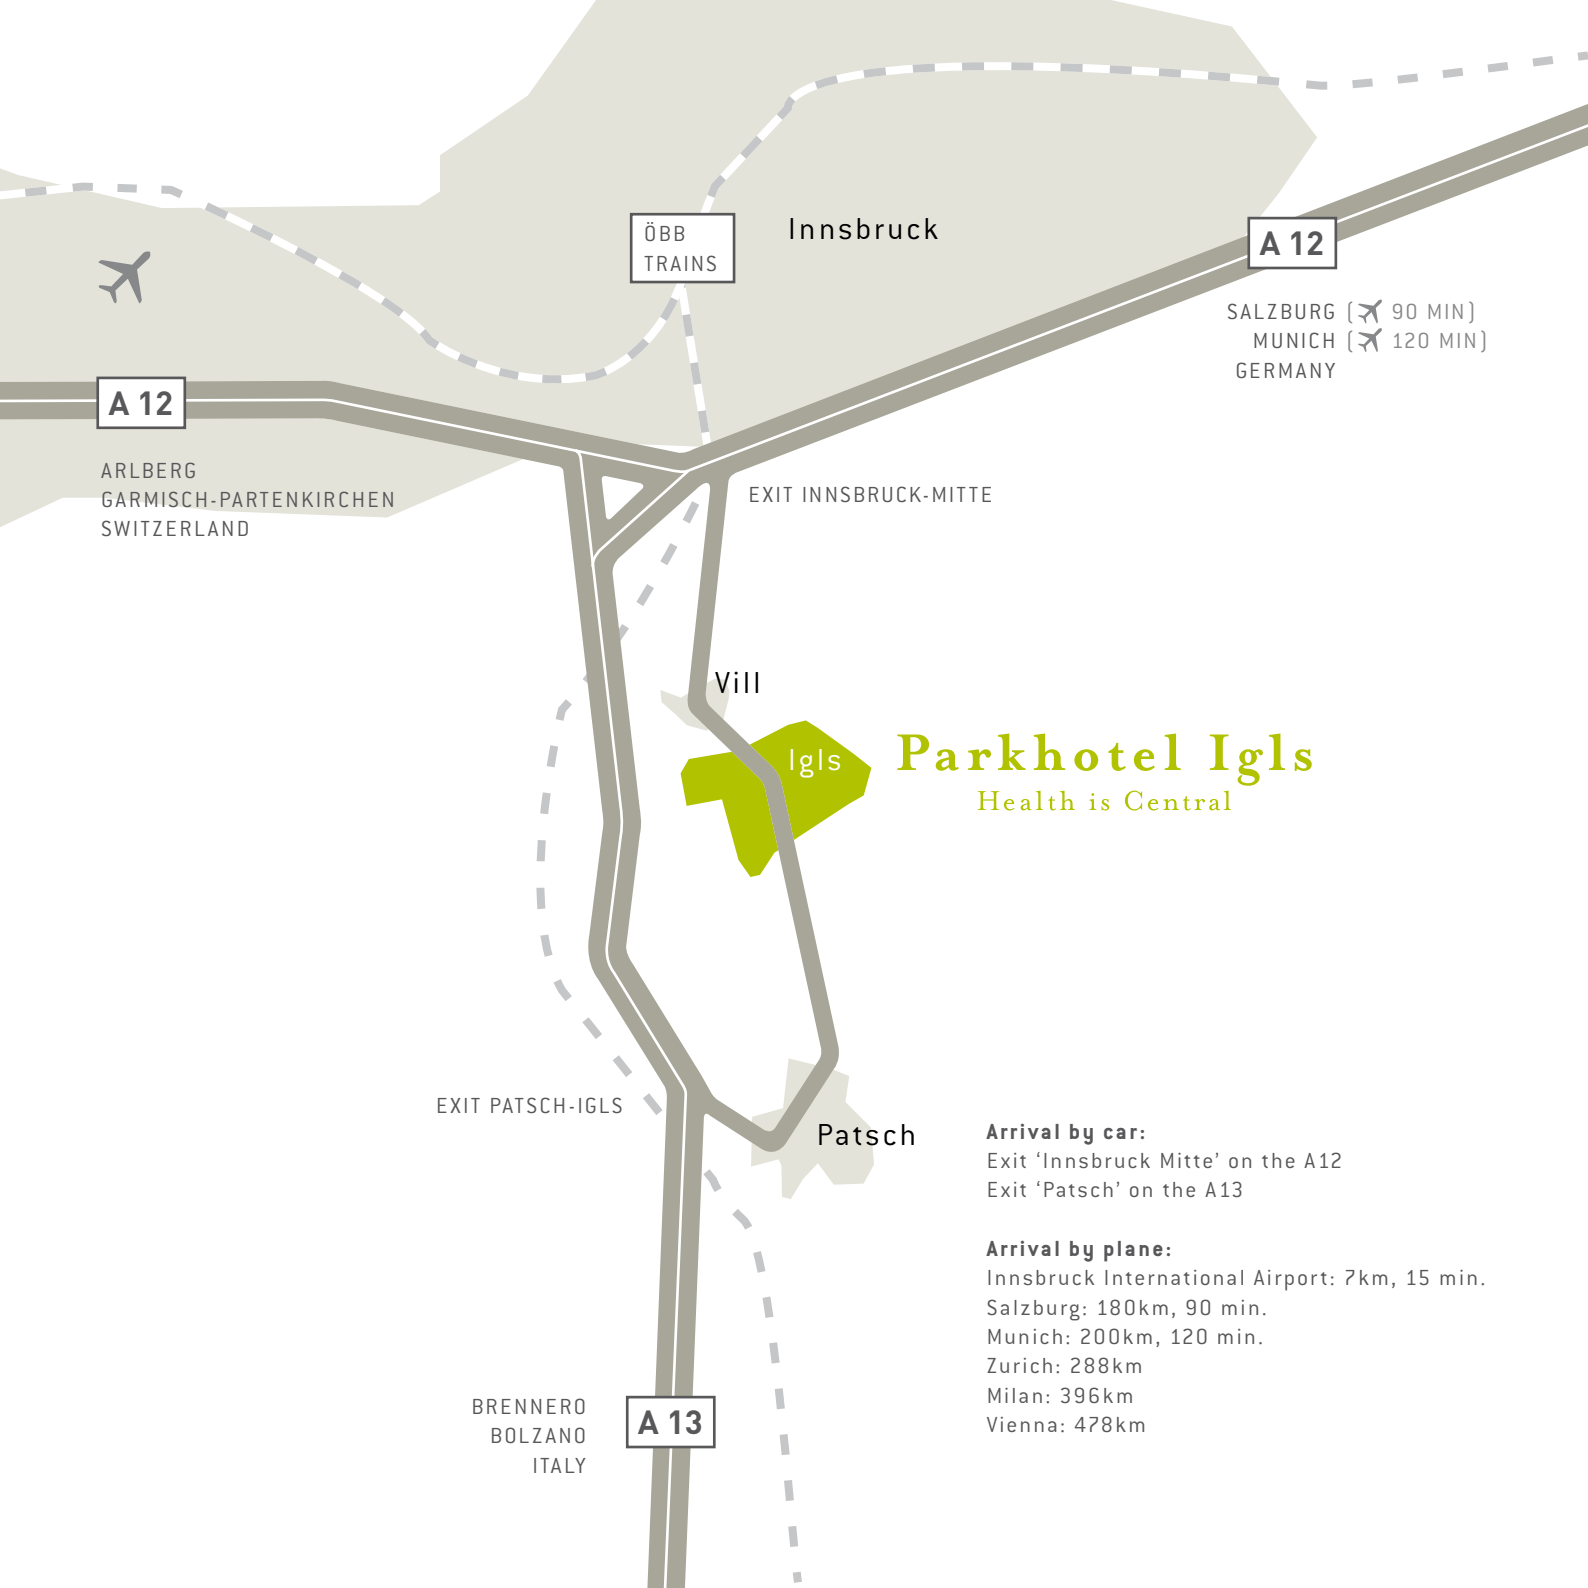 ÖBB
TRAINS
Innsbruck
A 12
SALZBURG ( 90 MIN)
MUNICH ( 120 MIN)
GERMANY
A 12
ARLBERG
GARMISCH-PARTENKIRCHEN
SWITZERLAND
EXIT INNSBRUCK-MITTE
Vill
Igls
Parkhotel Igls
Health is Central
EXIT PATSCH-IGLS
Patsch
Arrival by car:
Exit ‘Innsbruck Mitte’ on the A12
Exit ‘Patsch’ on the A13
Arrival by plane:
Innsbruck International Airport: 7km, 15 min.
Salzburg: 180km, 90 min.
Munich: 200km, 120 min.
Zurich: 288km
Milan: 396km
Vienna: 478km
BRENNERO
BOLZANO
ITALY
A 13